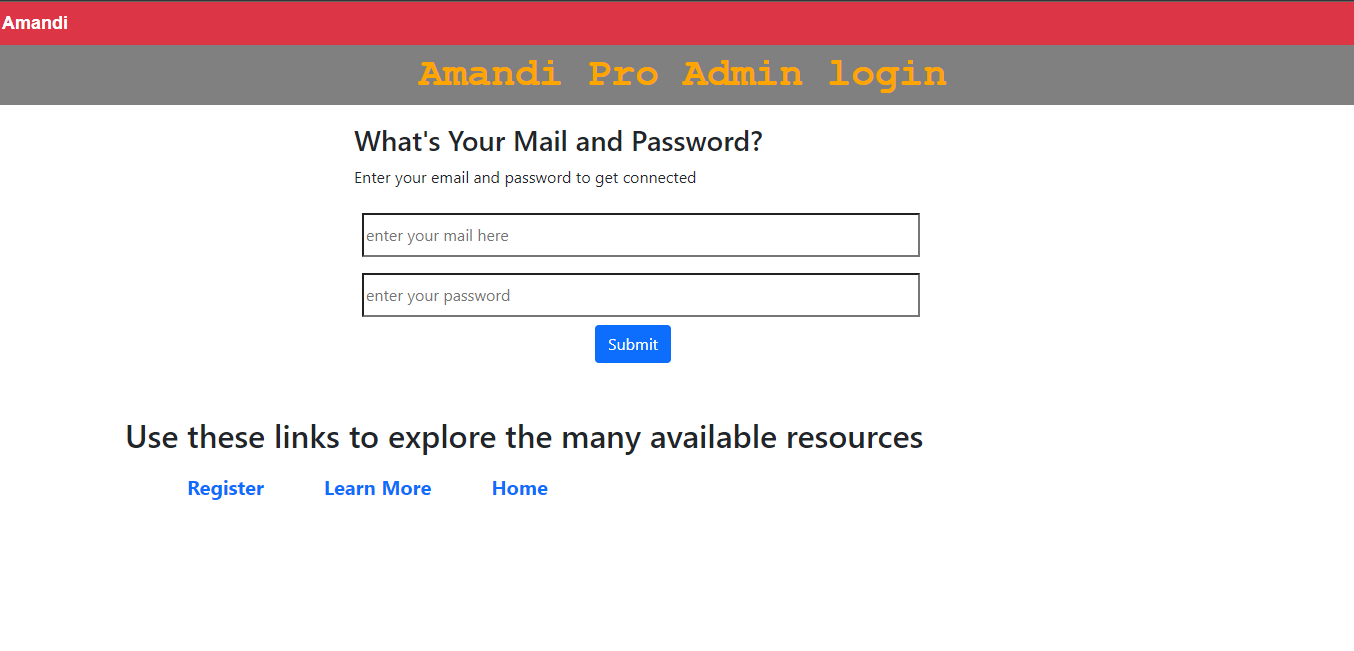 Amandi
Amandi Pro Admin login
What's Your Mail and Password?
Enter your email and password to get connected
enter your mail here
enter your password
Submit
Use these links to explore the many available resources
Register Learn More Home